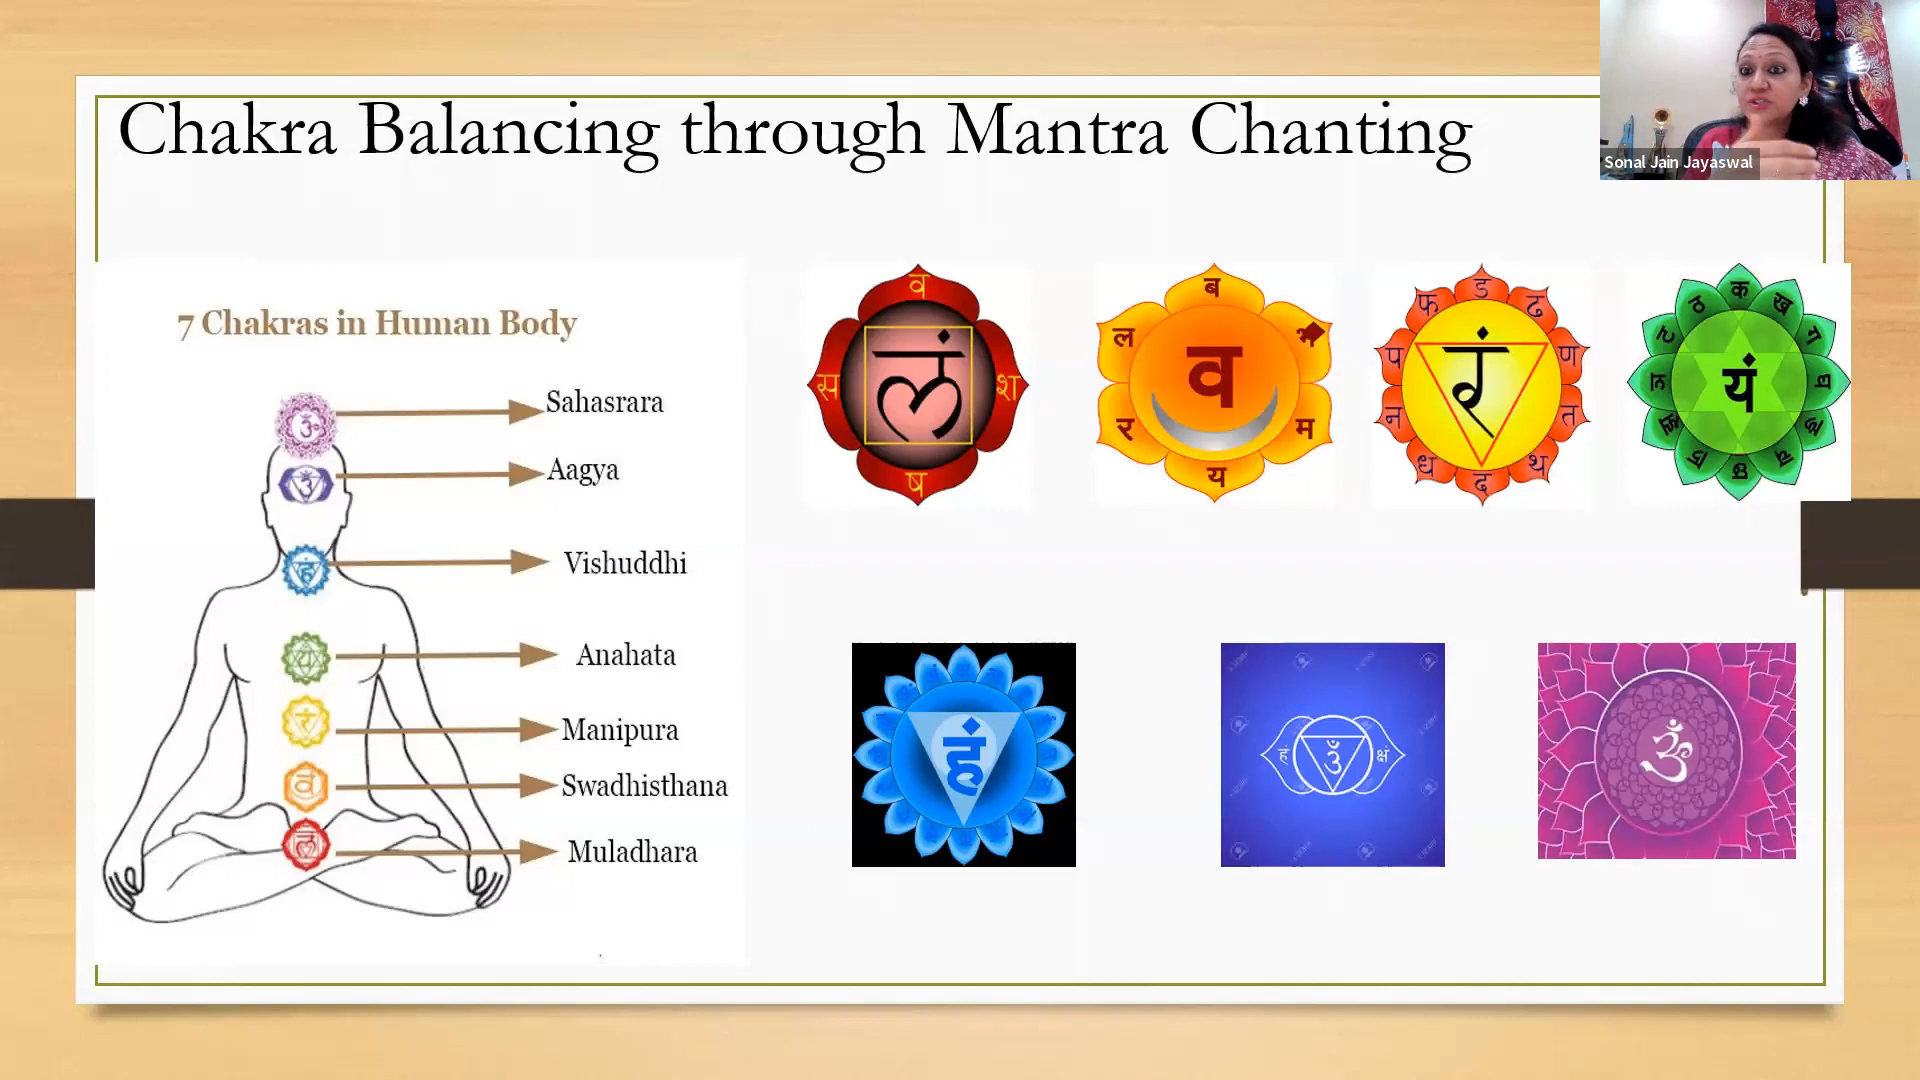 Chakra Balancing through Mantra Chanting
Sonal Jain Jayaswal
7 Chakras in Human Body
Sahasrara
Aagya
Vishuddhi
Anahata
Manipura
Swadhisthana
Muladhara
व
स लं श
ष
ब
ल
व
र म
य
फ ड ढ
प रं ण
न त
ध द थ
क ख ग
ठ
ट
यं
हं
हं ॐ क्षं
ॐ